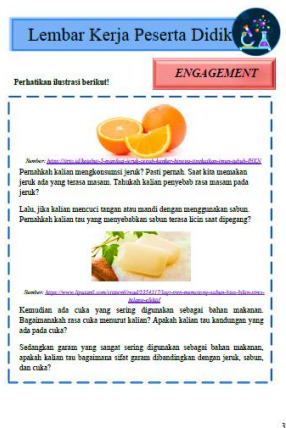 Lembar Kerja Peserta Didik
ENGAGEMENT
Perhatikan ilustrasi berikut!
Sumber:
Pernahkah kalian mengkonsumsi jeruk? Pasti pernah. Saat kita memakan
jeruk ada yang terasa masam. Tahukah kalian penyebab rasa masam pada
jeruk?
Lalu, jika kalian mencuci tangan atau mandi dengan menggunakan sabun.
Pernahkah kalian tau yang menyebabkan sabun terasa licin saat dipegang?
Sumber:
Kemudian ada cuka yang sering digunakan sebagai bahan makanan.
Bagaimanakah rasa cuka menurut kalian? Apakah kalian tau kandungan yang
ada pada cuka?
Sedangkan garam yang sangat sering digunakan sebagai bahan makanan,
apakah kalian tau bagaimana sifat garam dibandingkan dengan jeruk, sabun,
dan cuka?
3